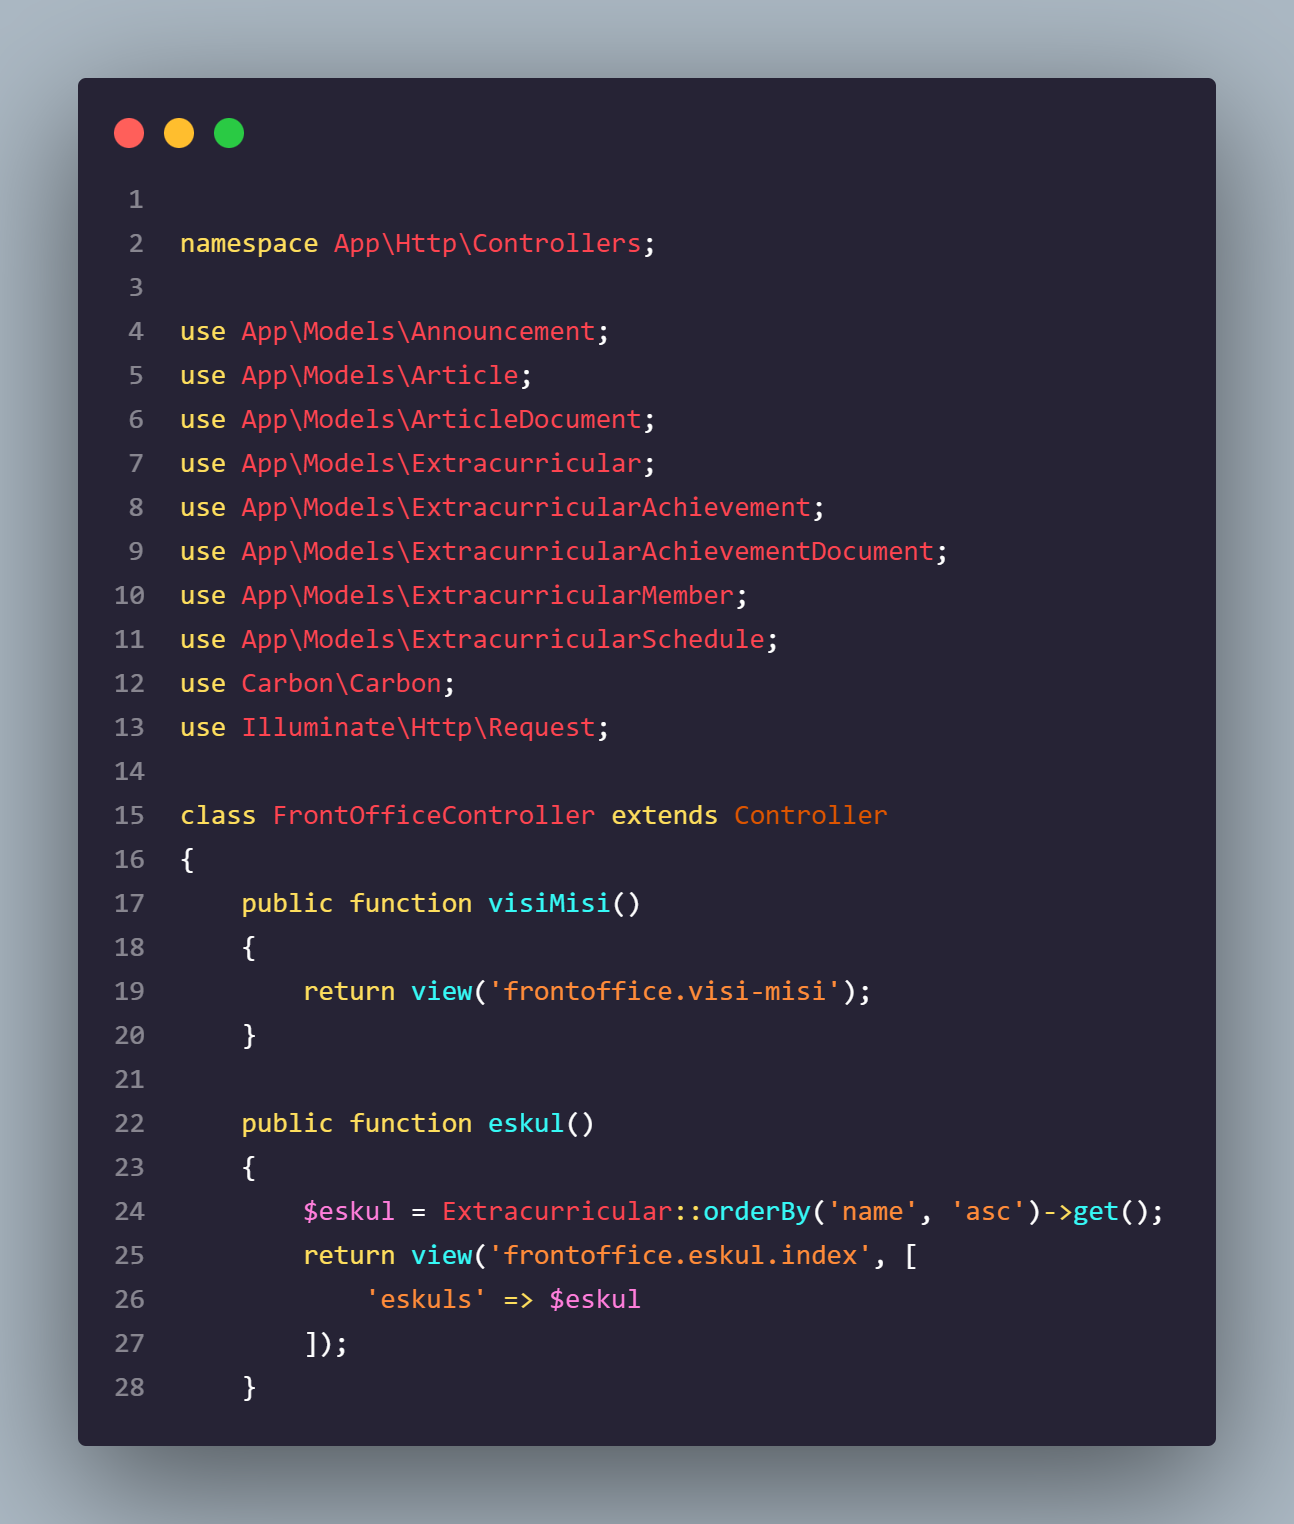 1
2 namespace App\Http\Controllers;
3
4 use App\Models\Announcement;
5 use App\Models\Article;
6 use App\Models\ArticleDocument;
7 use App\Models\Extracurricular;
8 use App\Models\ExtracurricularAchievement;
9 use App\Models\ExtracurricularAchievementDocument;
10 use App\Models\ExtracurricularMember;
11 use App\Models\ExtracurricularSchedule;
12 use Carbon\Carbon;
13 use Illuminate\Http\Request;
14
15 class FrontOfficeController extends Controller
16 {
17     public function visiMisi()
18     {
19         return view('frontoffice.visi-misi');
20     }
21
22     public function eskul()
23     {
24         $eskul = Extracurricular::orderBy('name', 'asc')->get();
25         return view('frontoffice.eskul.index', [
26             'eskuls' => $eskul
27         ]);
28     }